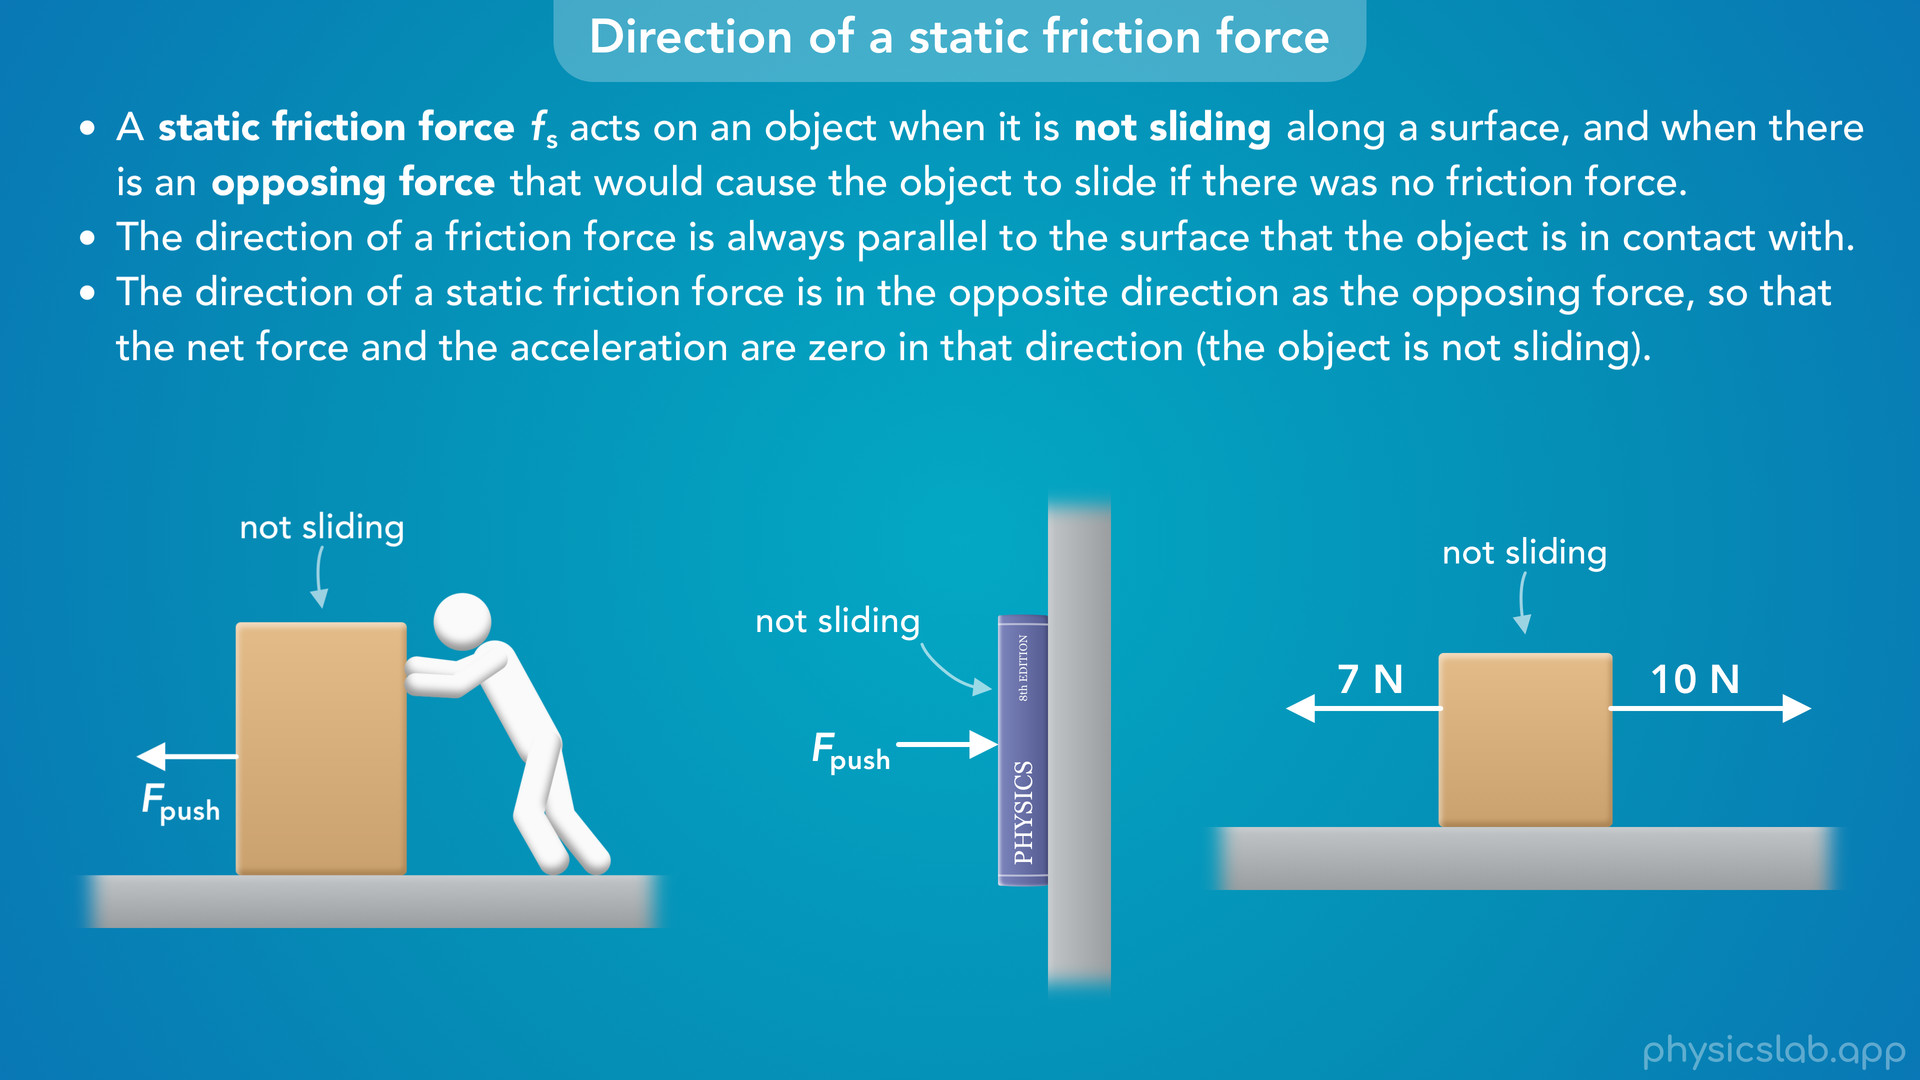 Direction of a static friction force
• A static friction force fs acts on an object when it is not sliding along a surface, and when there
is an opposing force that would cause the object to slide if there was no friction force.
• The direction of a friction force is always parallel to the surface that the object is in contact with.
• The direction of a static friction force is in the opposite direction as the opposing force, so that
the net force and the acceleration are zero in that direction (the object is not sliding).
not sliding
Fpush
not sliding
Fpush
8th EDITION
PHYSICS
not sliding
7 N
10 N
physicslab.app